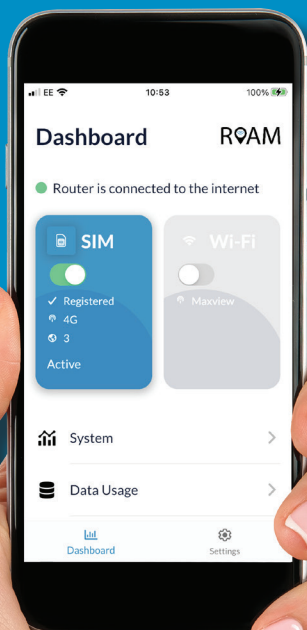 EE 10:53 100%
Dashboard ROAM
Router is connected to the internet
SIM Wi-Fi
Registered Maxview
4G
3
Active
System
Data Usage
Dashboard Settings